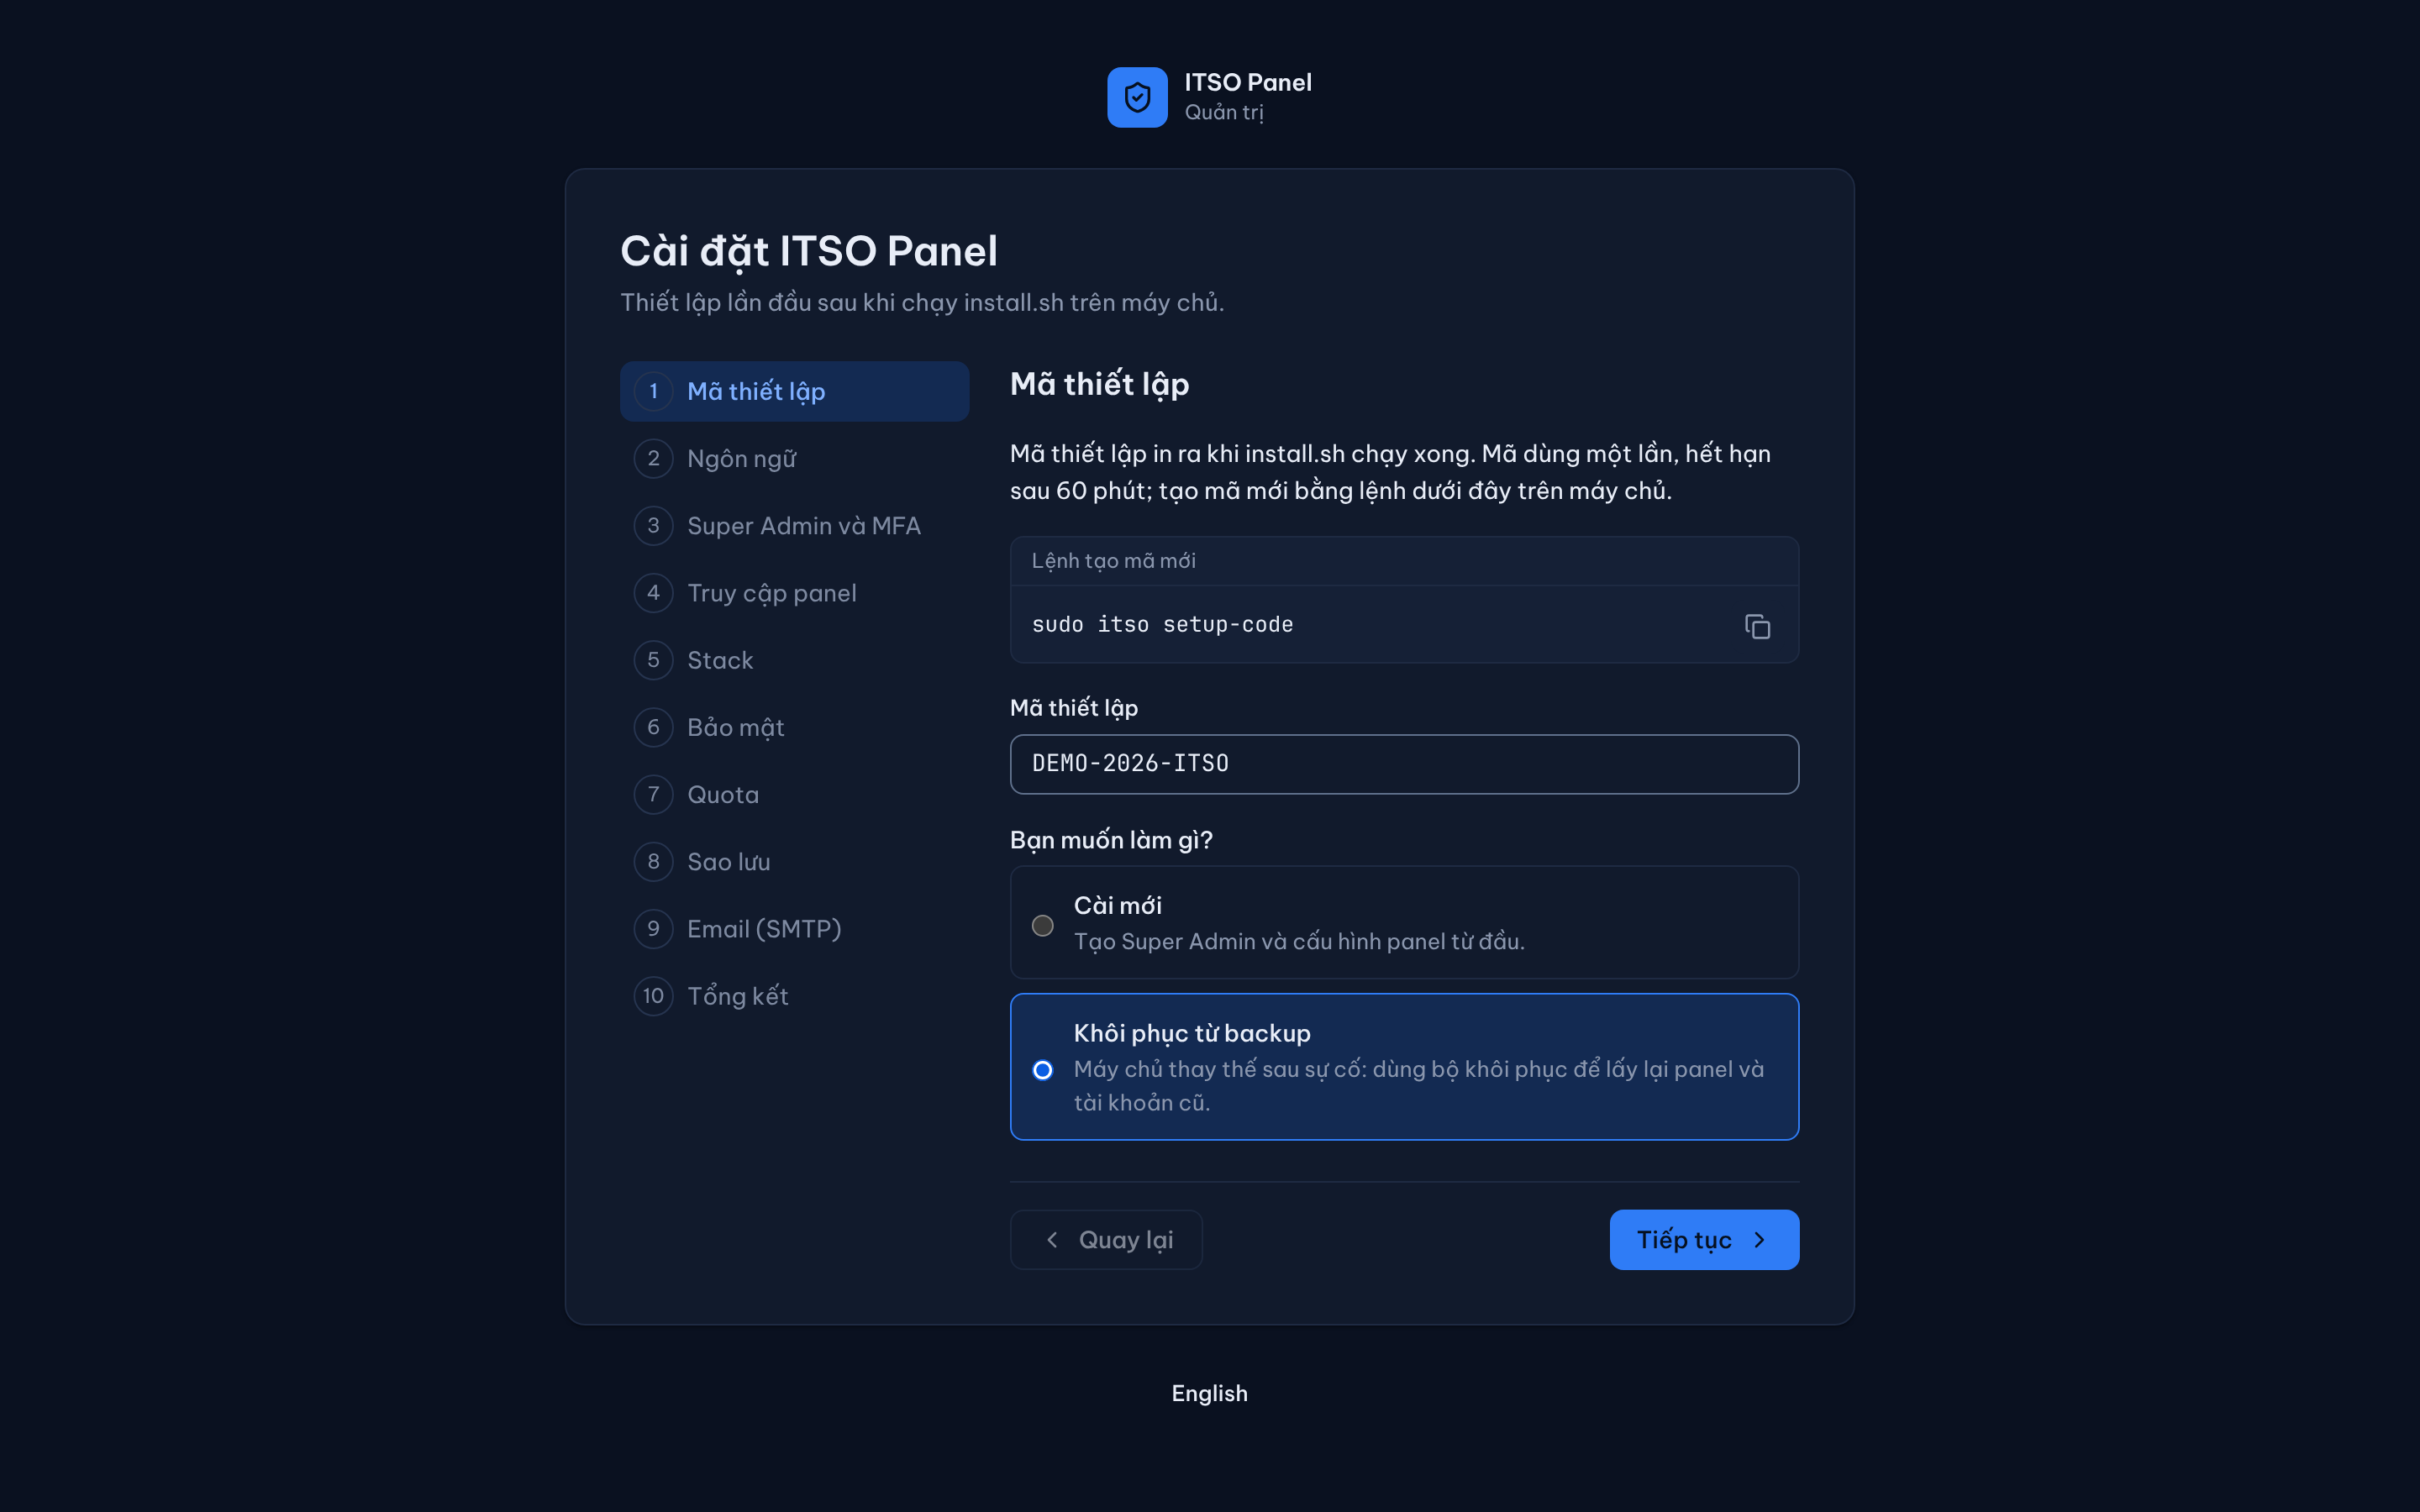 ITSO Panel
Quản trị
Cài đặt ITSO Panel
Thiết lập lần đầu sau khi chạy install.sh trên máy chủ.
1 Mã thiết lập
2 Ngôn ngữ
3 Super Admin và MFA
4 Truy cập panel
5 Stack
6 Bảo mật
7 Quota
8 Sao lưu
9 Email (SMTP)
10 Tổng kết
Mã thiết lập
Mã thiết lập in ra khi install.sh chạy xong. Mã dùng một lần, hết hạn
sau 60 phút; tạo mã mới bằng lệnh dưới đây trên máy chủ.
Lệnh tạo mã mới
sudo itso setup-code
Mã thiết lập
DEMO-2026-ITSO
Bạn muốn làm gì?
Cài mới
Tạo Super Admin và cấu hình panel từ đầu.
Khôi phục từ backup
Máy chủ thay thế sau sự cố: dùng bộ khôi phục để lấy lại panel và
tài khoản cũ.
Quay lại
Tiếp tục
English